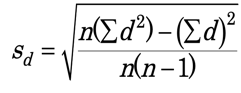 s_d = √(n(∑d²) − (∑d)² / n(n − 1))